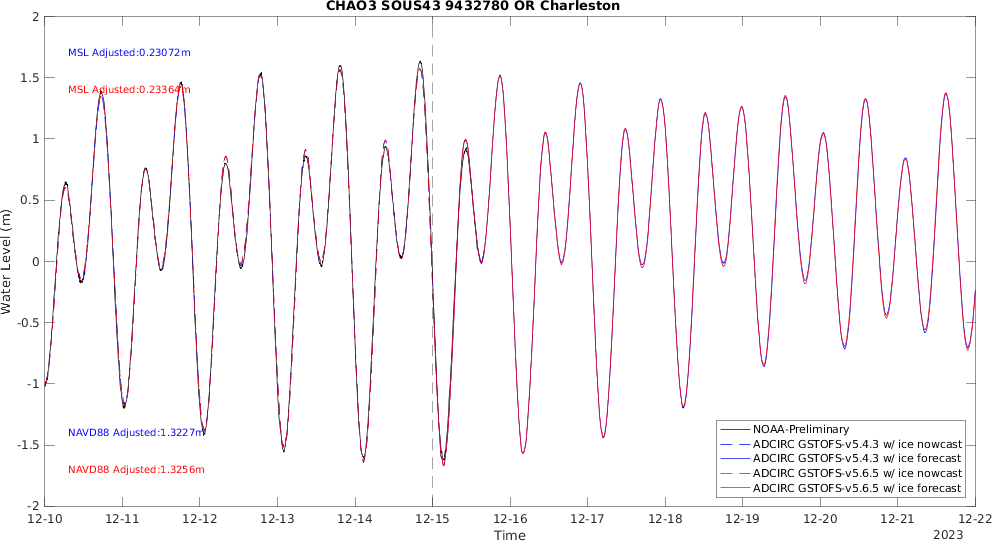 CHAO3 SOUS43 9432780 OR Charleston
2
1.5
1
0.5
0
-0.5
-1
-1.5
-2
Water Level (m)
MSL Adjusted:0.23072m
MSL Adjusted:0.23364m
NAVD88 Adjusted:1.3227m
NAVD88 Adjusted:1.3256m
NOAA-Preliminary
ADCIRC GSTOFS-v5.4.3 w/ ice nowcast
ADCIRC GSTOFS-v5.4.3 w/ ice forecast
ADCIRC GSTOFS-v5.6.5 w/ ice nowcast
ADCIRC GSTOFS-v5.6.5 w/ ice forecast
12-10 12-11 12-12 12-13 12-14 12-15 12-16 12-17 12-18 12-19 12-20 12-21 12-22
Time
2023